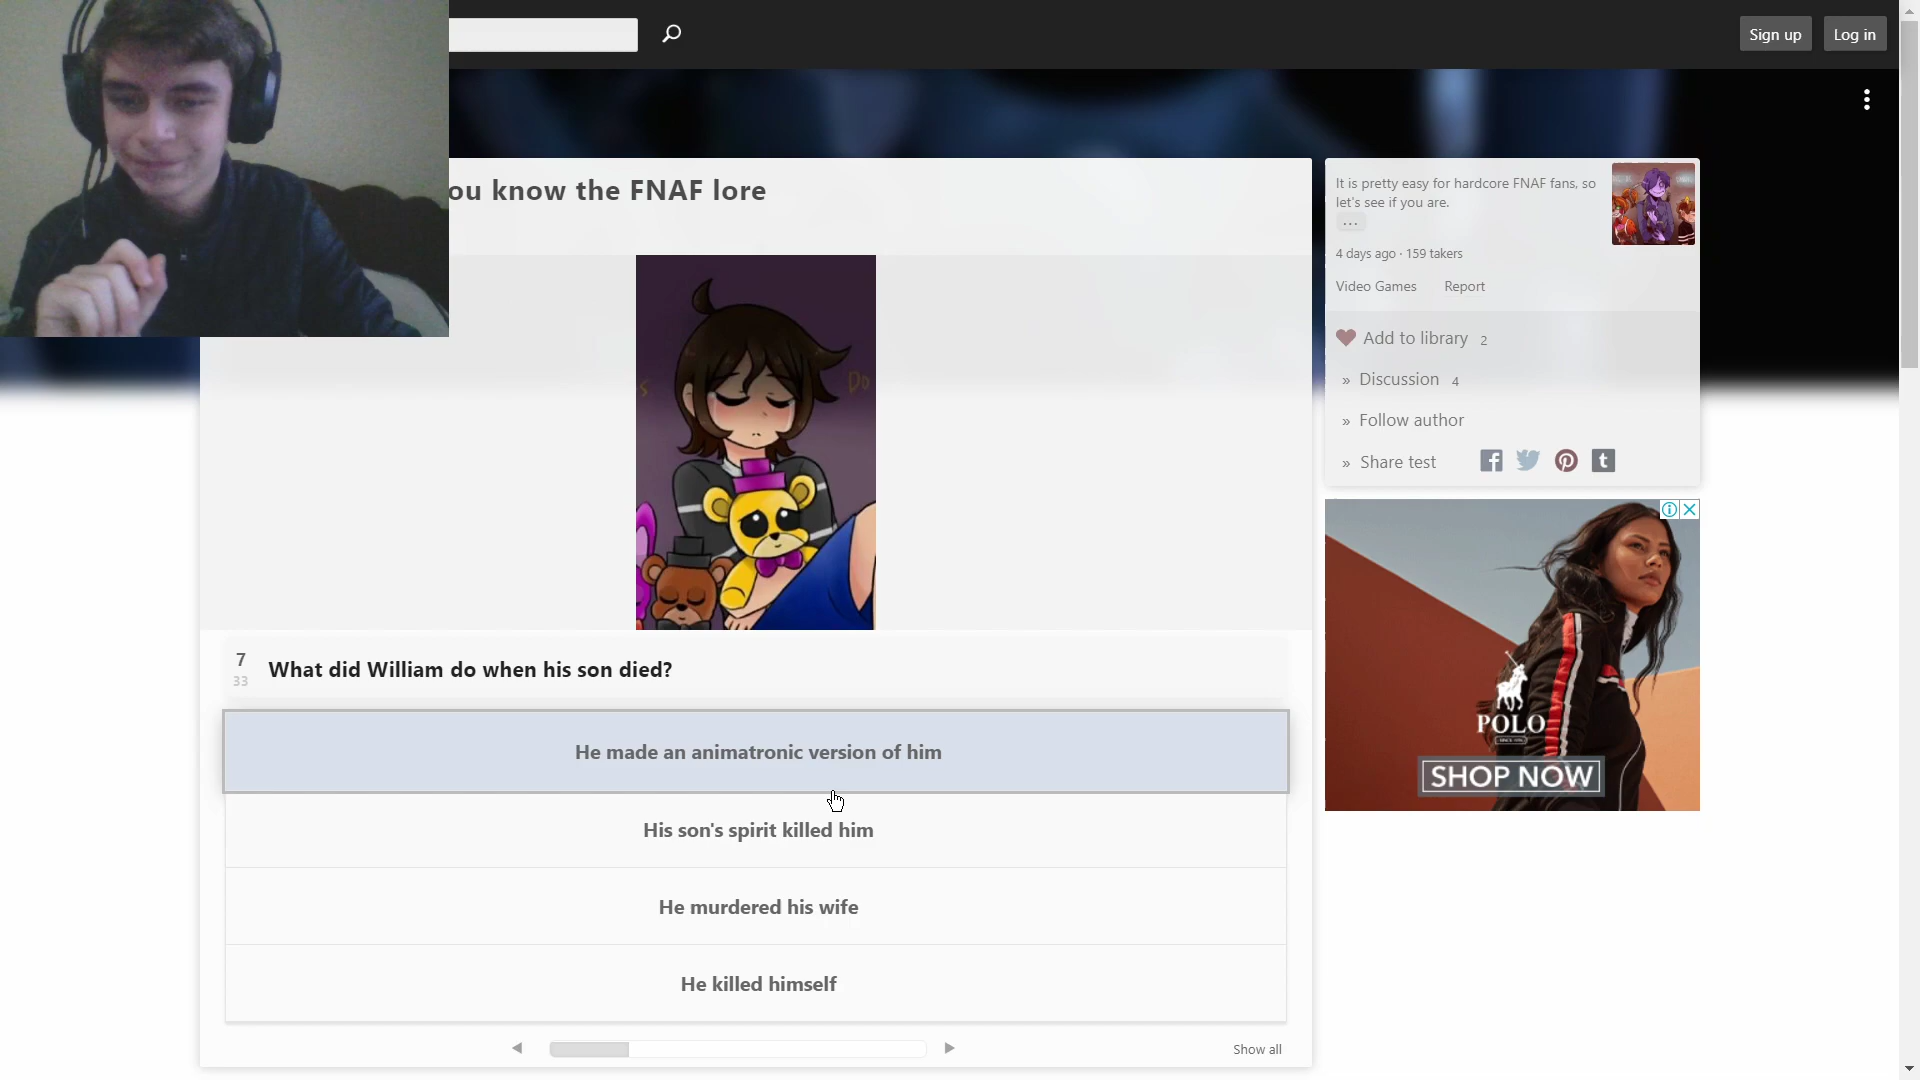 Sign up
Log in
ou know the FNAF lore
It is pretty easy for hardcore FNAF fans, so
let's see if you are.
...
4 days ago · 159 takers
Video Games Report
Add to library 2
» Discussion 4
» Follow author
» Share test
S
Do
7
33
What did William do when his son died?
He made an animatronic version of him
His son's spirit killed him
He murdered his wife
He killed himself
Show all
POLO
SHOP NOW